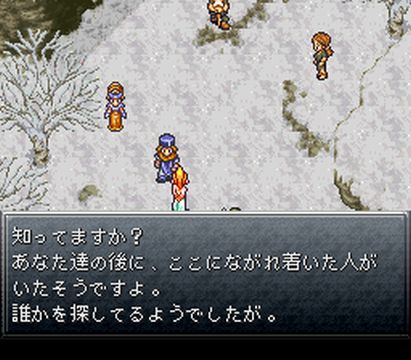 知ってますか？
あなた達の後に、ここにながれ着いた人が
いたそうですよ。
誰かを探してるようでしたが。